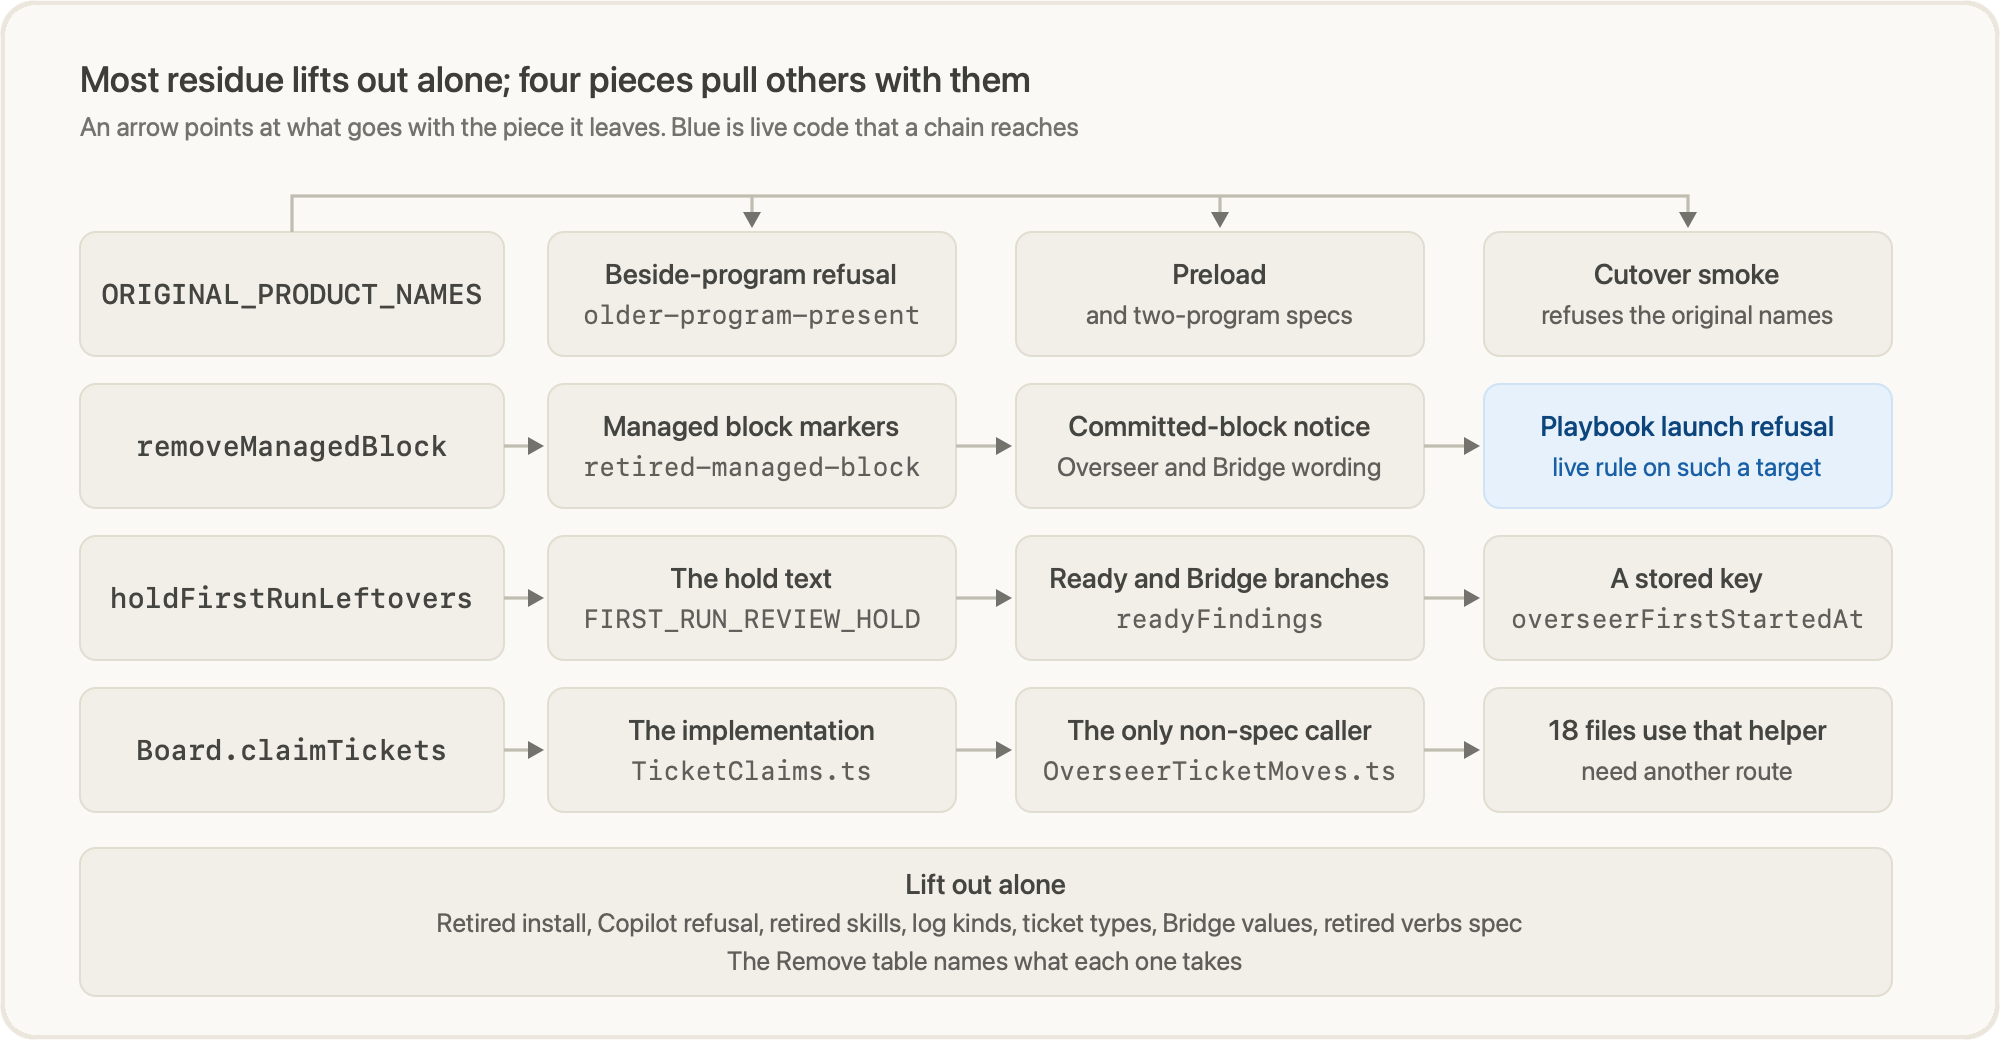 Most residue lifts out alone; four pieces pull others with them
An arrow points at what goes with the piece it leaves. Blue is live code that a chain reaches
ORIGINAL_PRODUCT_NAMES
Beside-program refusal
older-program-present
Preload
and two-program specs
Cutover smoke
refuses the original names
removeManagedBlock
Managed block markers
retired-managed-block
Committed-block notice
Overseer and Bridge wording
Playbook launch refusal
live rule on such a target
holdFirstRunLeftovers
The hold text
FIRST_RUN_REVIEW_HOLD
Ready and Bridge branches
readyFindings
A stored key
overseerFirstStartedAt
Board.claimTickets
The implementation
TicketClaims.ts
The only non-spec caller
OverseerTicketMoves.ts
18 files use that helper
need another route
Lift out alone
Retired install, Copilot refusal, retired skills, log kinds, ticket types, Bridge values, retired verbs spec
The Remove table names what each one takes